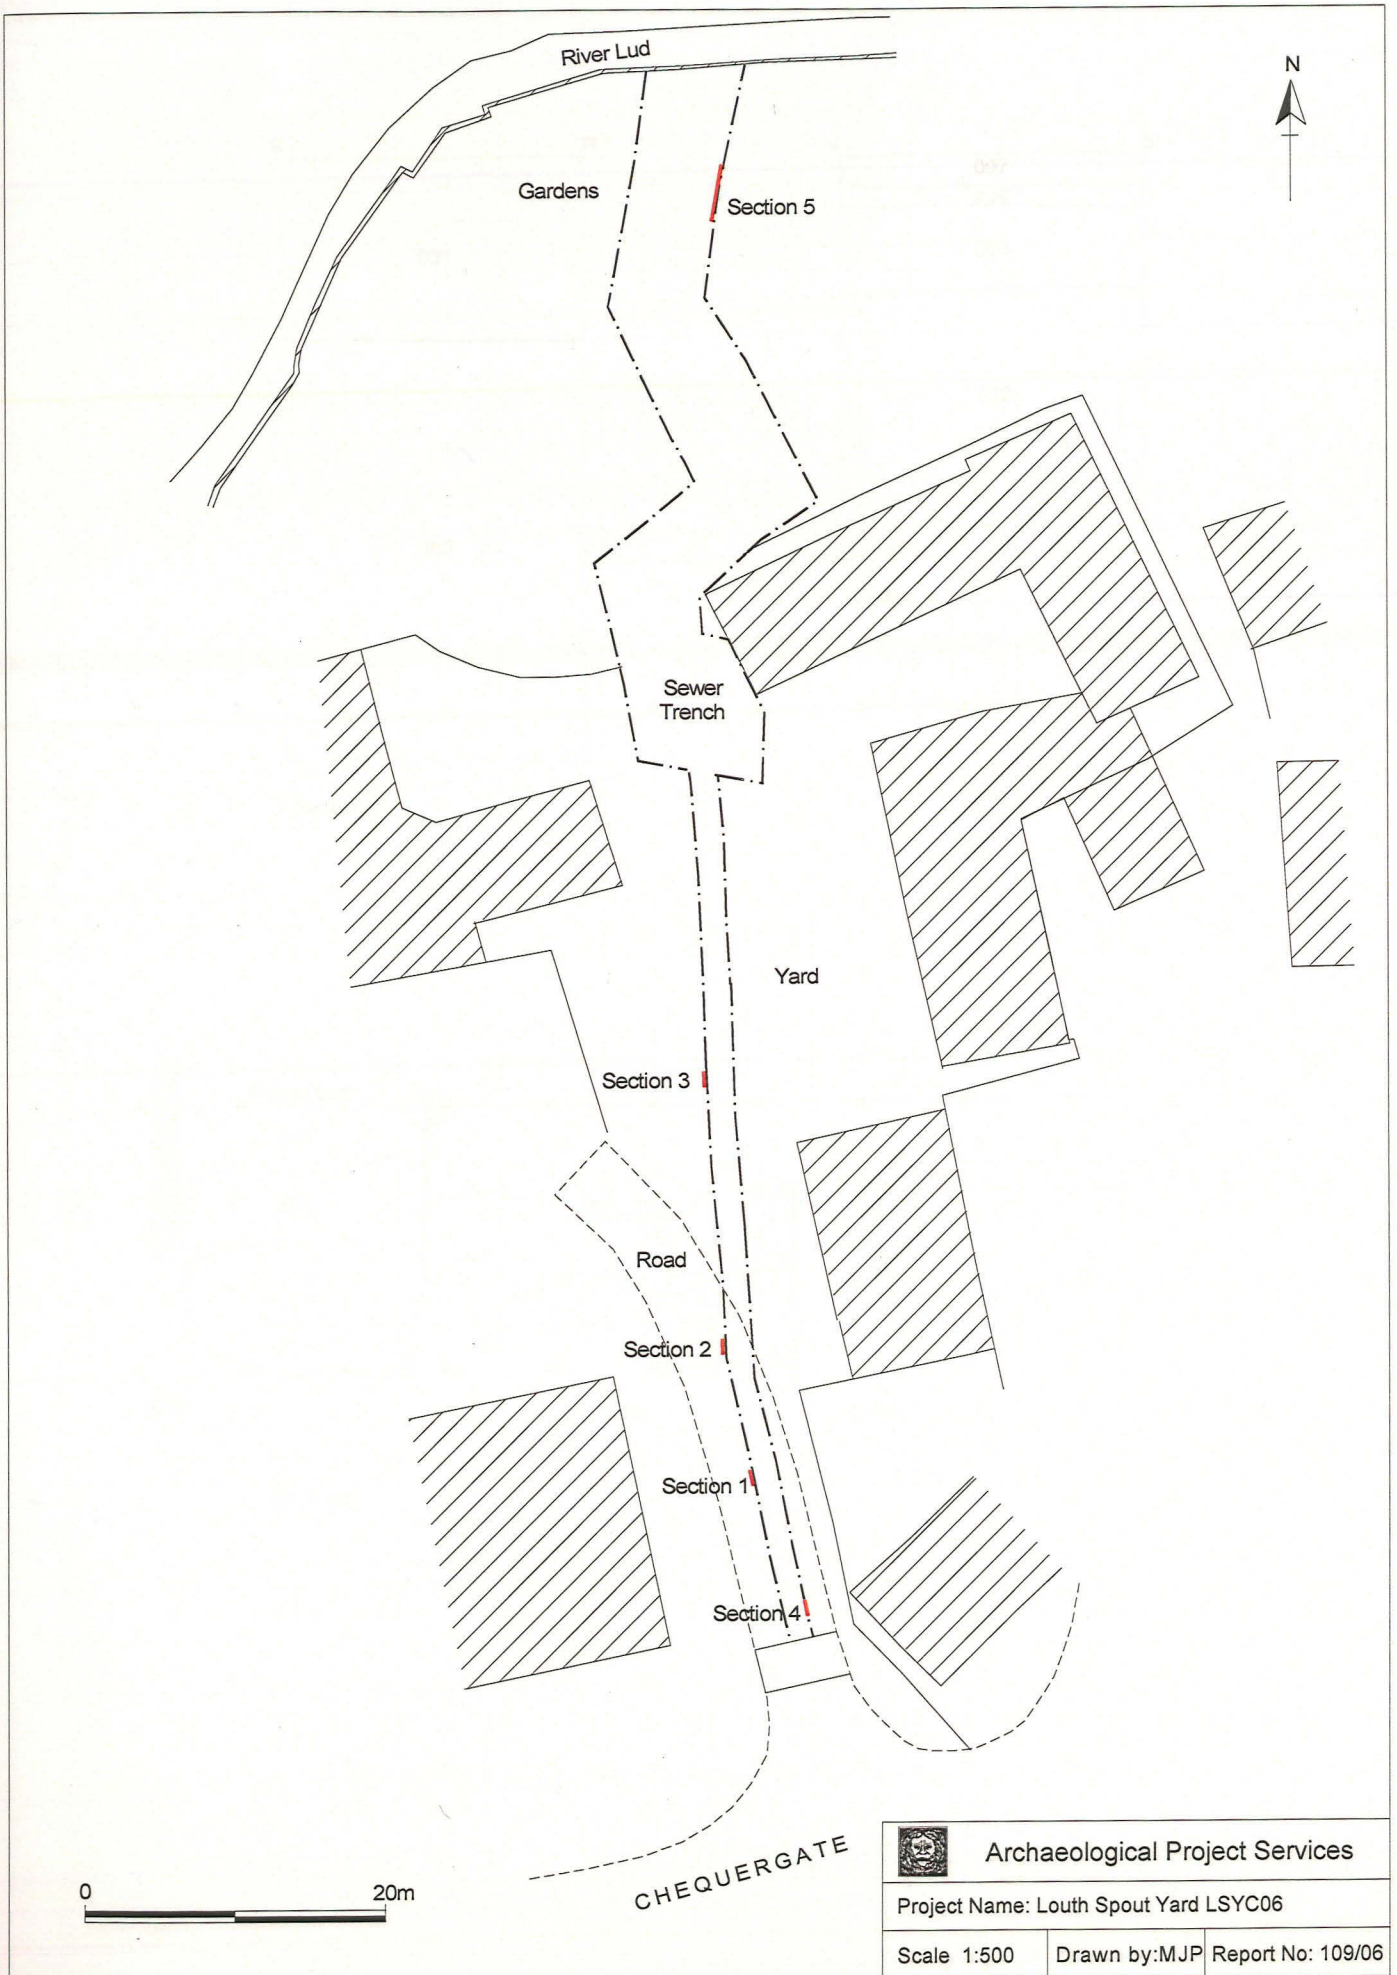 River Lud
N
Gardens
Section 5
Sewer
Trench
Yard
Section 3
Road
Section 2
Section 1
Section 4
CHEQUERGATE
0 20m
Archaeological Project Services
Project Name: Louth Spout Yard LSYC06
Scale 1:500
Drawn by:MJP
Report No: 109/06